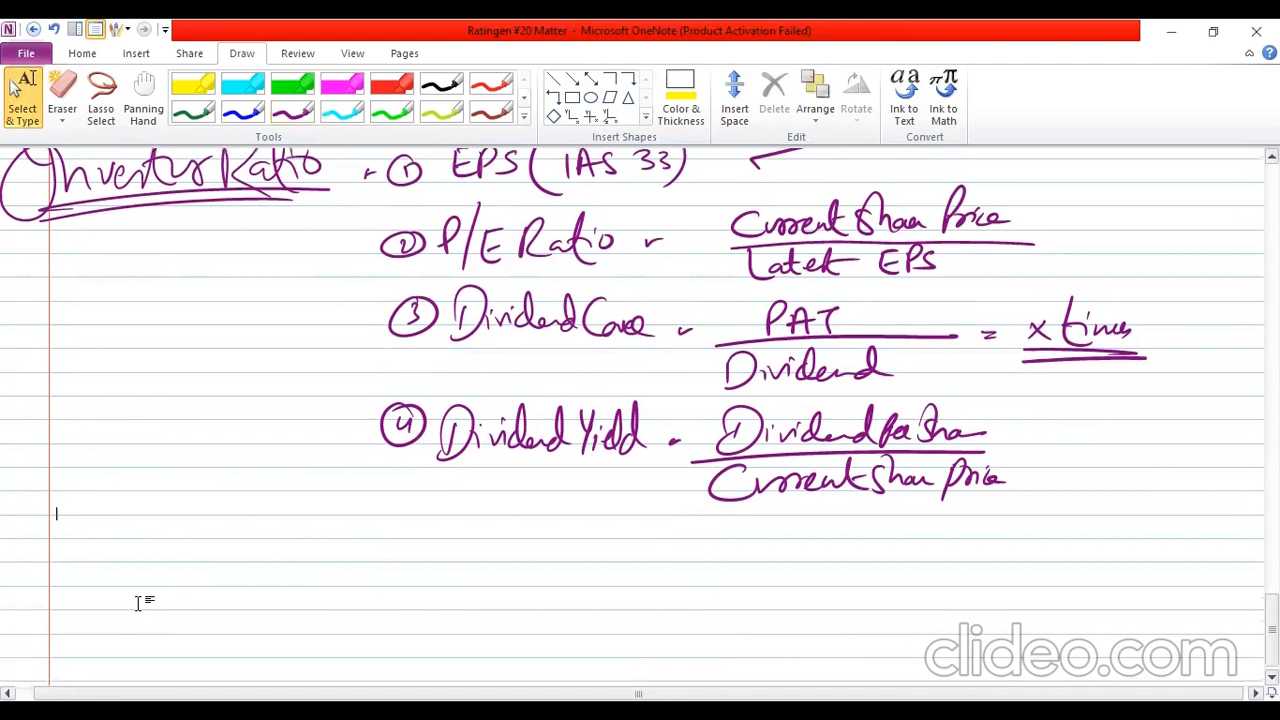 Ratingen ¥20 Matter - Microsoft OneNote (Product Activation Failed)
File Home Insert Share Draw Review View Pages
Select & Type Eraser Lasso Select Panning Hand Color & Thickness Insert Space Delete Arrange Rotate Ink to Text Ink to Math
Tools Insert Shapes Edit Convert
Investor Ratio - ① EPS (IAS 33)
② P/E Ratio - Current Share Price
Latest EPS
③ Dividend Cover - PAT = x times
Dividend
④ Dividend Yield - Dividend per Share
Current Share Price
clideo.com